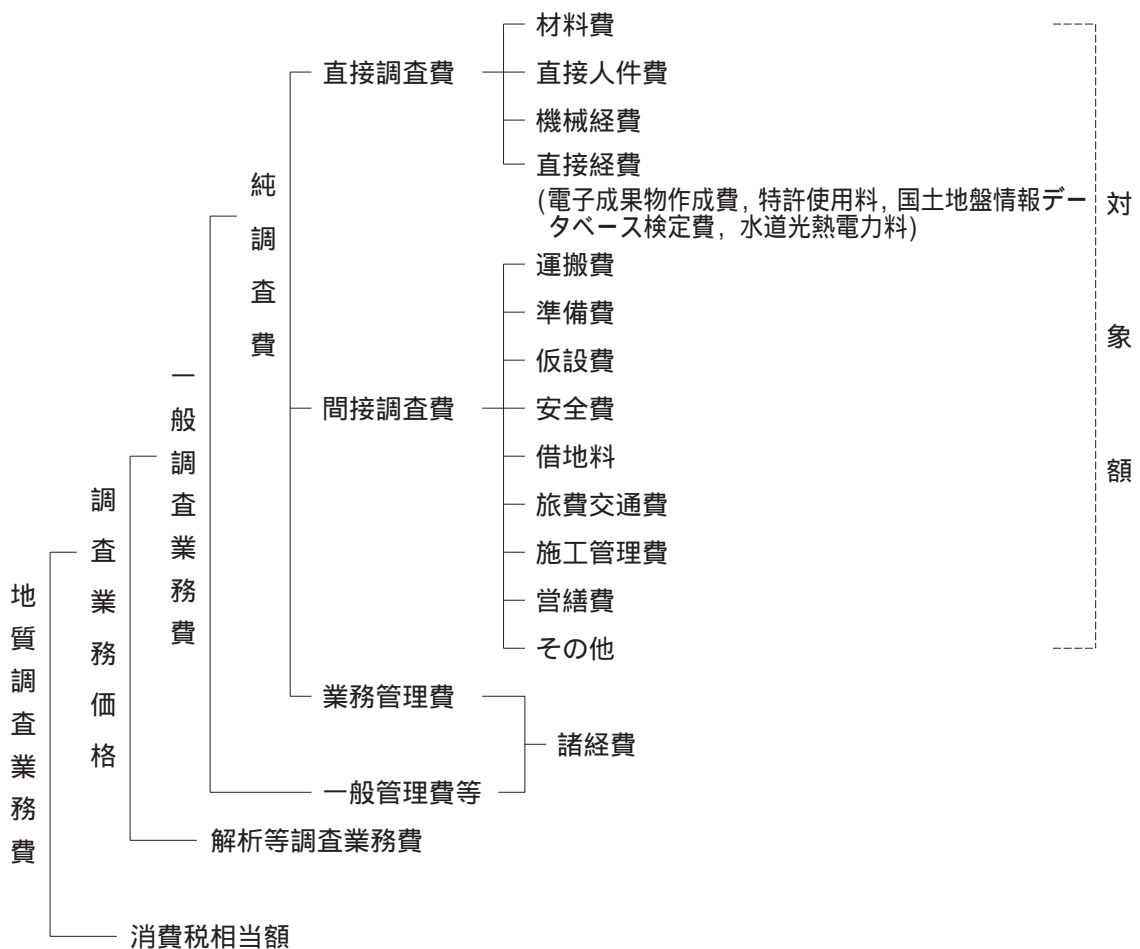 地質調査業務費
調査業務価格
一般調査業務費
純調査費
直接調査費
材料費
直接人件費
機械経費
直接経費
(電子成果物作成費, 特許使用料, 国土地盤情報デー
タベース検定費, 水道光熱電力料)
間接調査費
運搬費
準備費
仮設費
安全費
借地料
旅費交通費
施工管理費
営繕費
その他
業務管理費
諸経費
一般管理費等
解析等調査業務費
消費税相当額
対象額